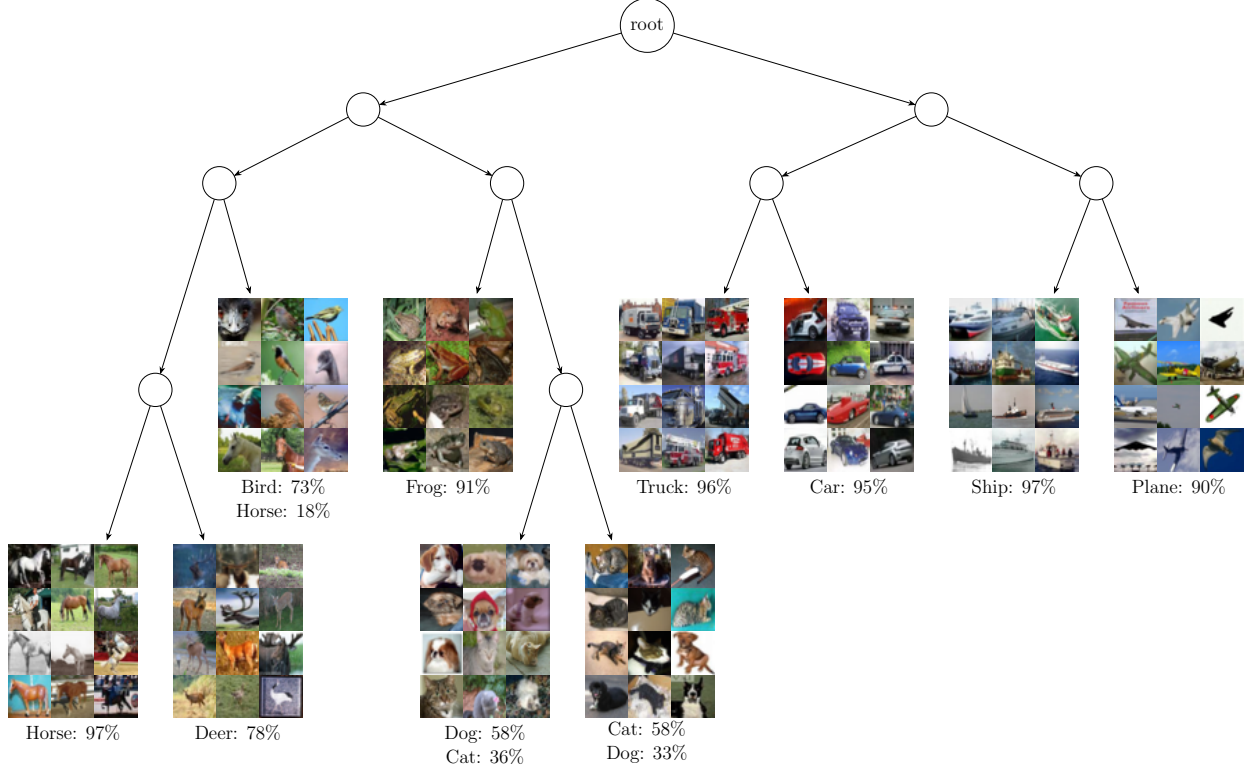 root
Bird: 73%
Horse: 18%
Frog: 91%
Truck: 96%
Car: 95%
Ship: 97%
Plane: 90%
Horse: 97%
Deer: 78%
Dog: 58%
Cat: 36%
Cat: 58%
Dog: 33%